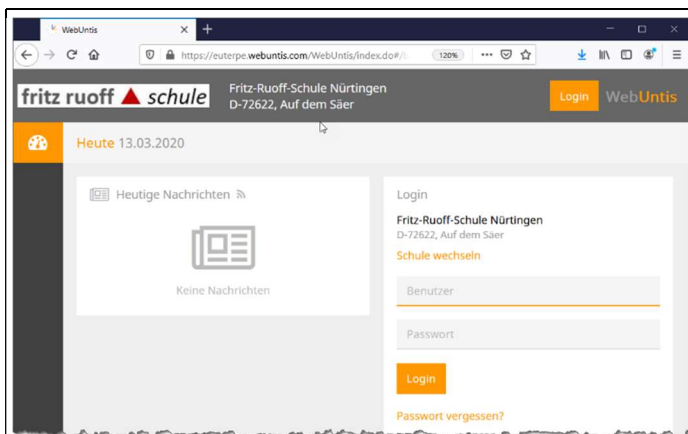 WebUntis
https://euterpe.webuntis.com/WebUntis/index.do#/
120%
fritz ruoff schule
Fritz-Ruoff-Schule Nürtingen
D-72622, Auf dem Säer
Login
WebUntis
Heute 13.03.2020
Heutige Nachrichten
Keine Nachrichten
Login
Fritz-Ruoff-Schule Nürtingen
D-72622, Auf dem Säer
Schule wechseln
Benutzer
Passwort
Login
Passwort vergessen?